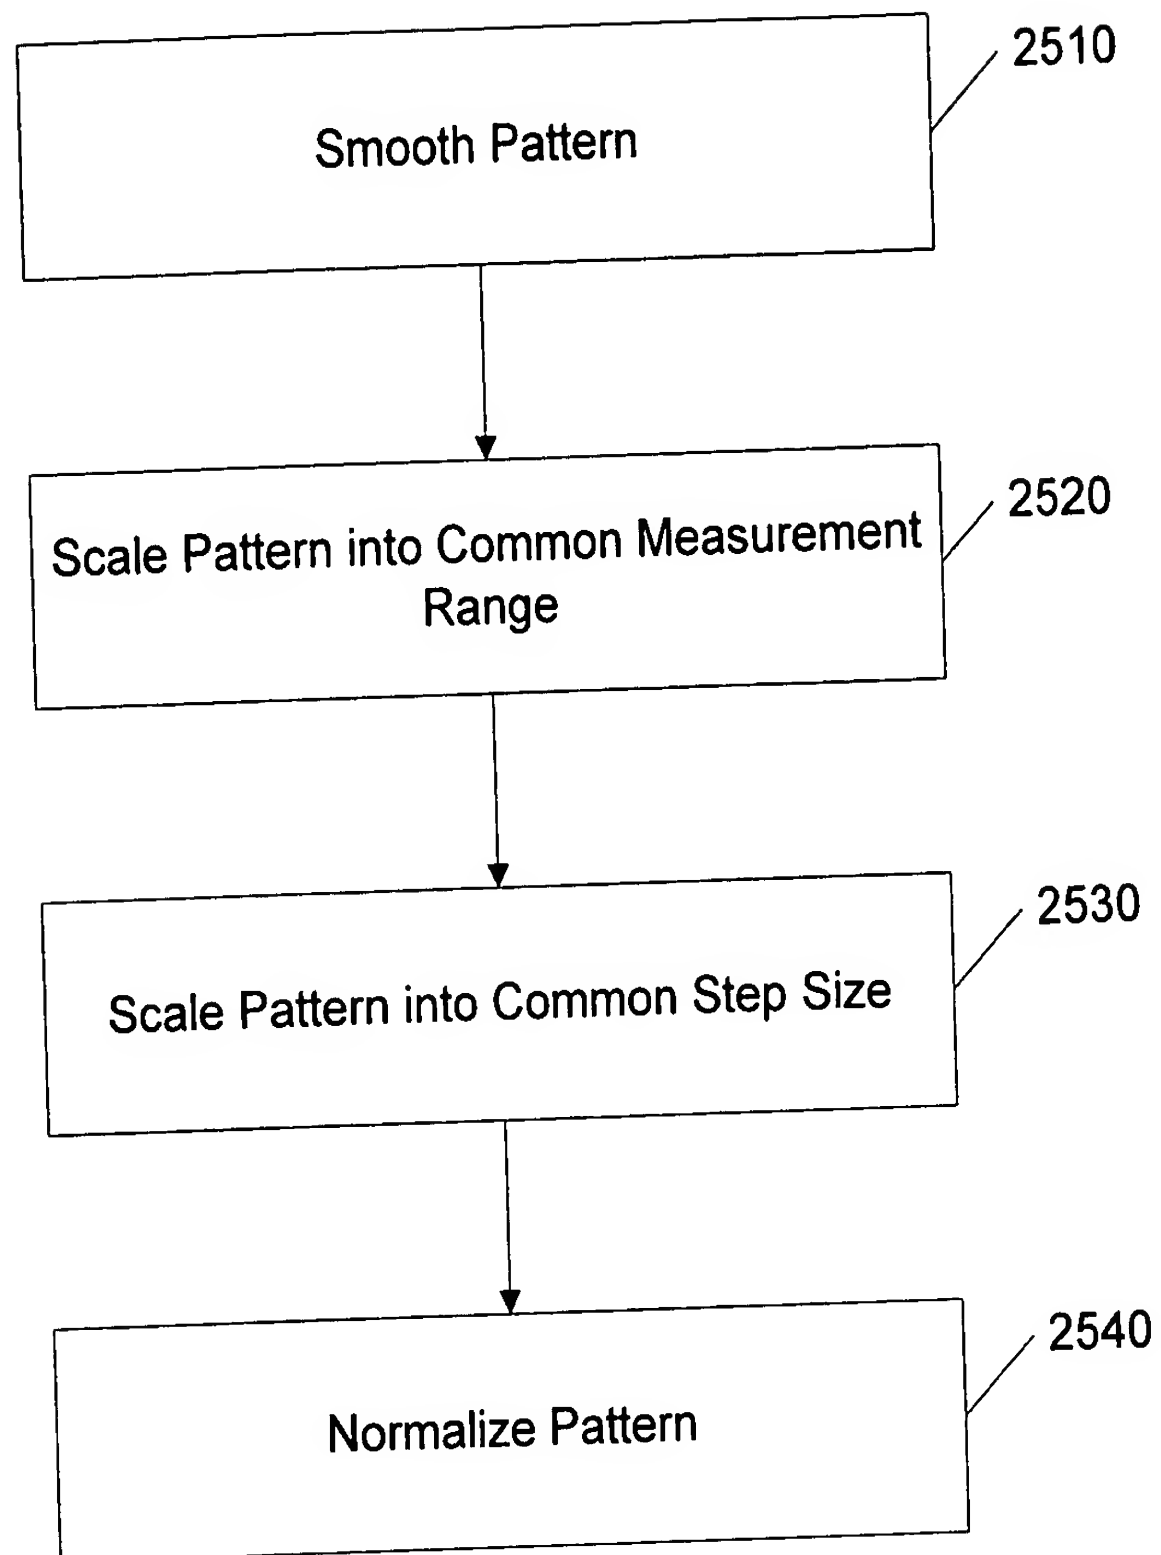 2510
Smooth Pattern
2520
Scale Pattern into Common Measurement
Range
2530
Scale Pattern into Common Step Size
2540
Normalize Pattern